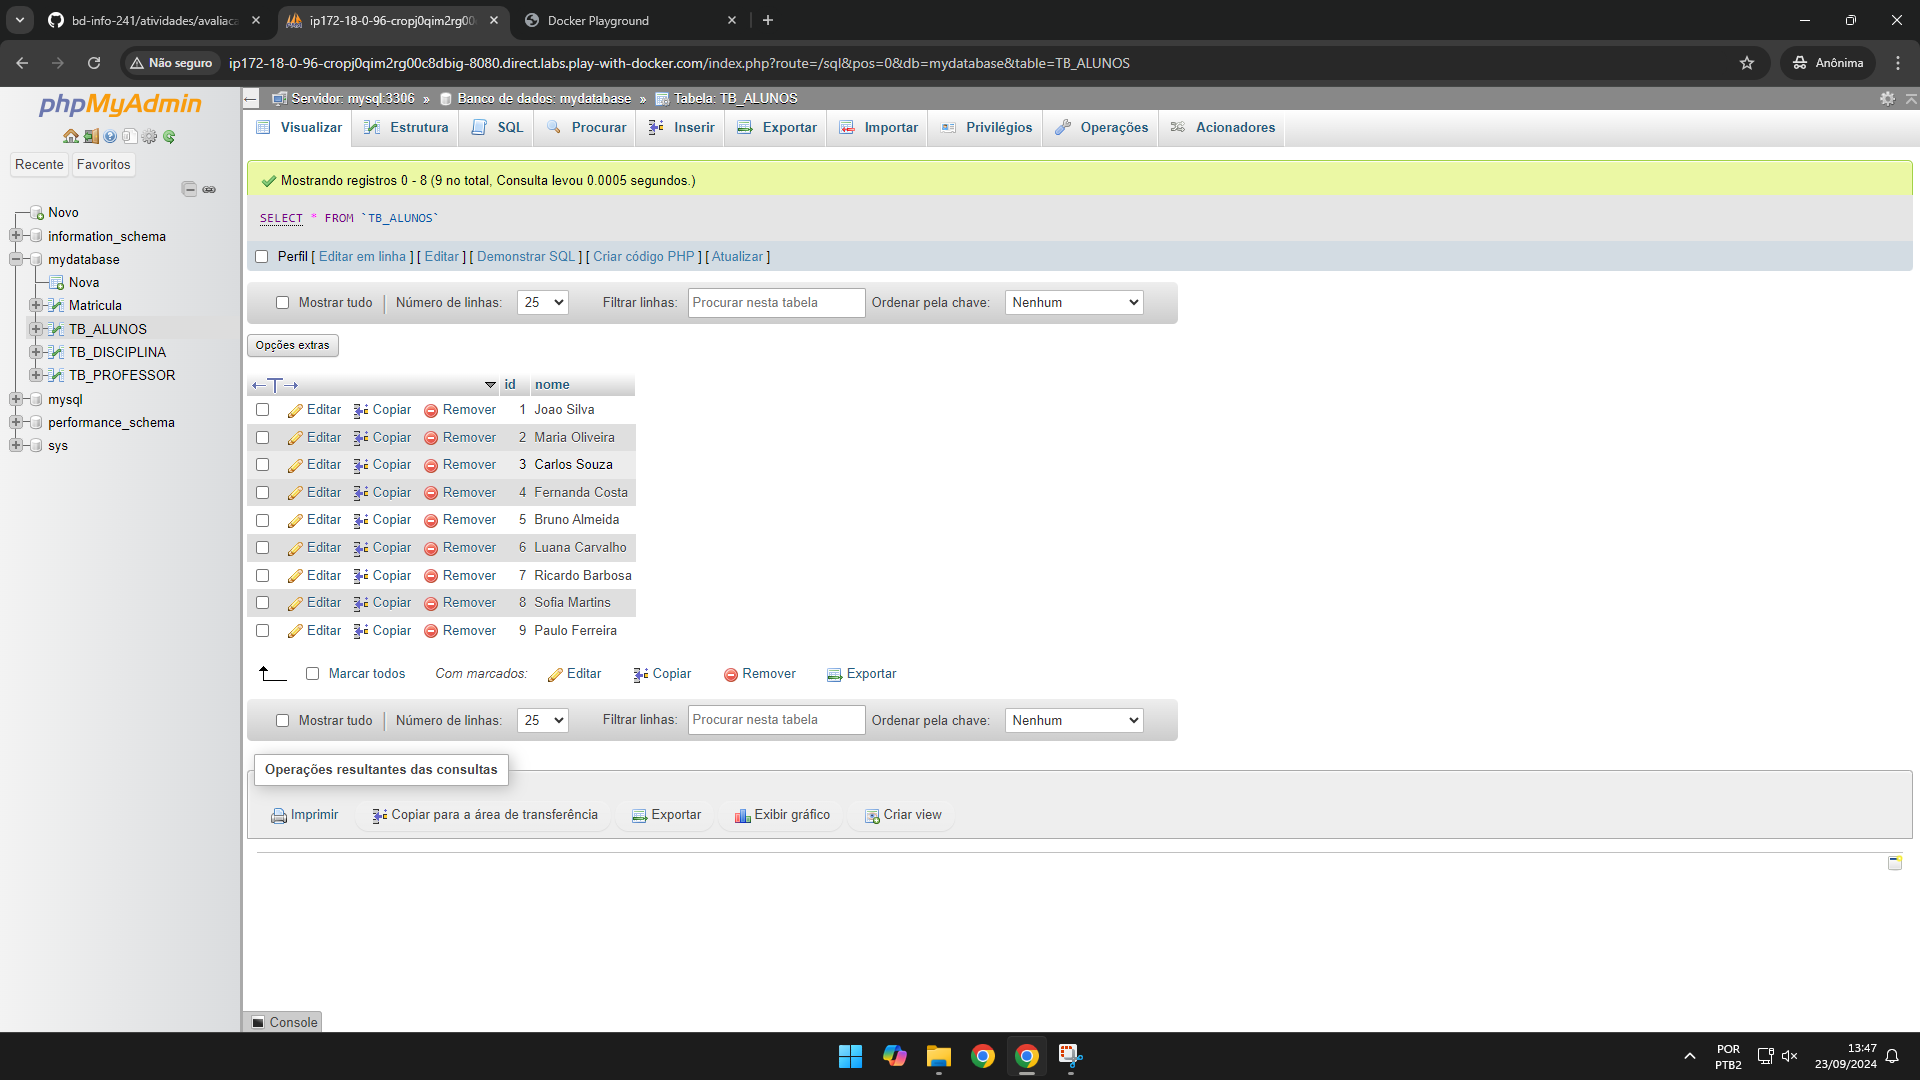 bd-info-241/atividades/avaliaca
ip172-18-0-96-cropj0qim2rg00c
Docker Playground
Não seguro
ip172-18-0-96-cropj0qim2rg00c8dbig-8080.direct.labs.play-with-docker.com/index.php?route=/sql&pos=0&db=mydatabase&table=TB_ALUNOS
Anônima
phpMyAdmin
Recente Favoritos
Novo
information_schema
mydatabase
Nova
Matricula
TB_ALUNOS
TB_DISCIPLINA
TB_PROFESSOR
mysql
performance_schema
sys
Servidor: mysql:3306 » Banco de dados: mydatabase » Tabela: TB_ALUNOS
Visualizar Estrutura SQL Procurar Inserir Exportar Importar Privilégios Operações Acionadores
Mostrando registros 0 - 8 (9 no total, Consulta levou 0.0005 segundos.)
SELECT * FROM `TB_ALUNOS`
Perfil [ Editar em linha ] [ Editar ] [ Demonstrar SQL ] [ Criar código PHP ] [ Atualizar ]
Mostrar tudo Número de linhas: 25 Filtrar linhas: Procurar nesta tabela Ordenar pela chave: Nenhum
Opções extras
id nome
Editar Copiar Remover 1 Joao Silva
Editar Copiar Remover 2 Maria Oliveira
Editar Copiar Remover 3 Carlos Souza
Editar Copiar Remover 4 Fernanda Costa
Editar Copiar Remover 5 Bruno Almeida
Editar Copiar Remover 6 Luana Carvalho
Editar Copiar Remover 7 Ricardo Barbosa
Editar Copiar Remover 8 Sofia Martins
Editar Copiar Remover 9 Paulo Ferreira
Marcar todos Com marcados: Editar Copiar Remover Exportar
Mostrar tudo Número de linhas: 25 Filtrar linhas: Procurar nesta tabela Ordenar pela chave: Nenhum
Operações resultantes das consultas
Imprimir Copiar para a área de transferência Exportar Exibir gráfico Criar view
Console
POR
PTB2
13:47
23/09/2024